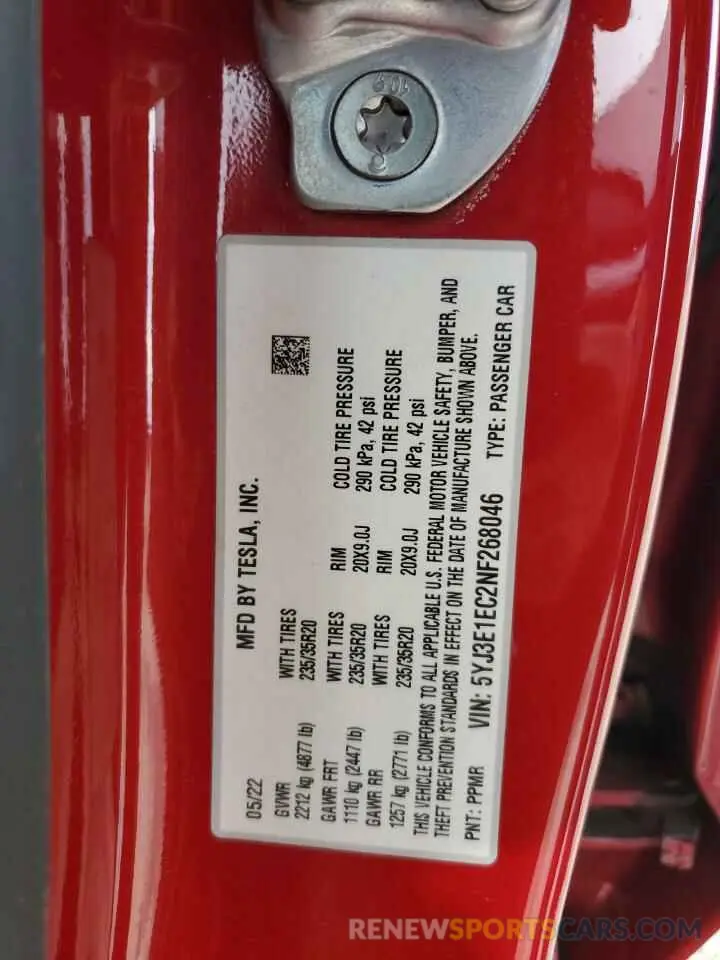 MFD BY TESLA, INC.
05/22
GVWR WITH TIRES
2212 kg (4877 lb) 235/35R20
GAWR FRT WITH TIRES RIM COLD TIRE PRESSURE
1110 kg (2447 lb) 235/35R20 20X9.0J 290 kPa, 42 psi
GAWR RR WITH TIRES RIM COLD TIRE PRESSURE
1257 kg (2771 lb) 235/35R20 20X9.0J 290 kPa, 42 psi
THIS VEHICLE CONFORMS TO ALL APPLICABLE U.S. FEDERAL MOTOR VEHICLE SAFETY, BUMPER, AND
THEFT PREVENTION STANDARDS IN EFFECT ON THE DATE OF MANUFACTURE SHOWN ABOVE.
PNT: PPMR VIN: 5YJ3E1EC2NF268046 TYPE: PASSENGER CAR
RENEWSPORTSCARS.COM